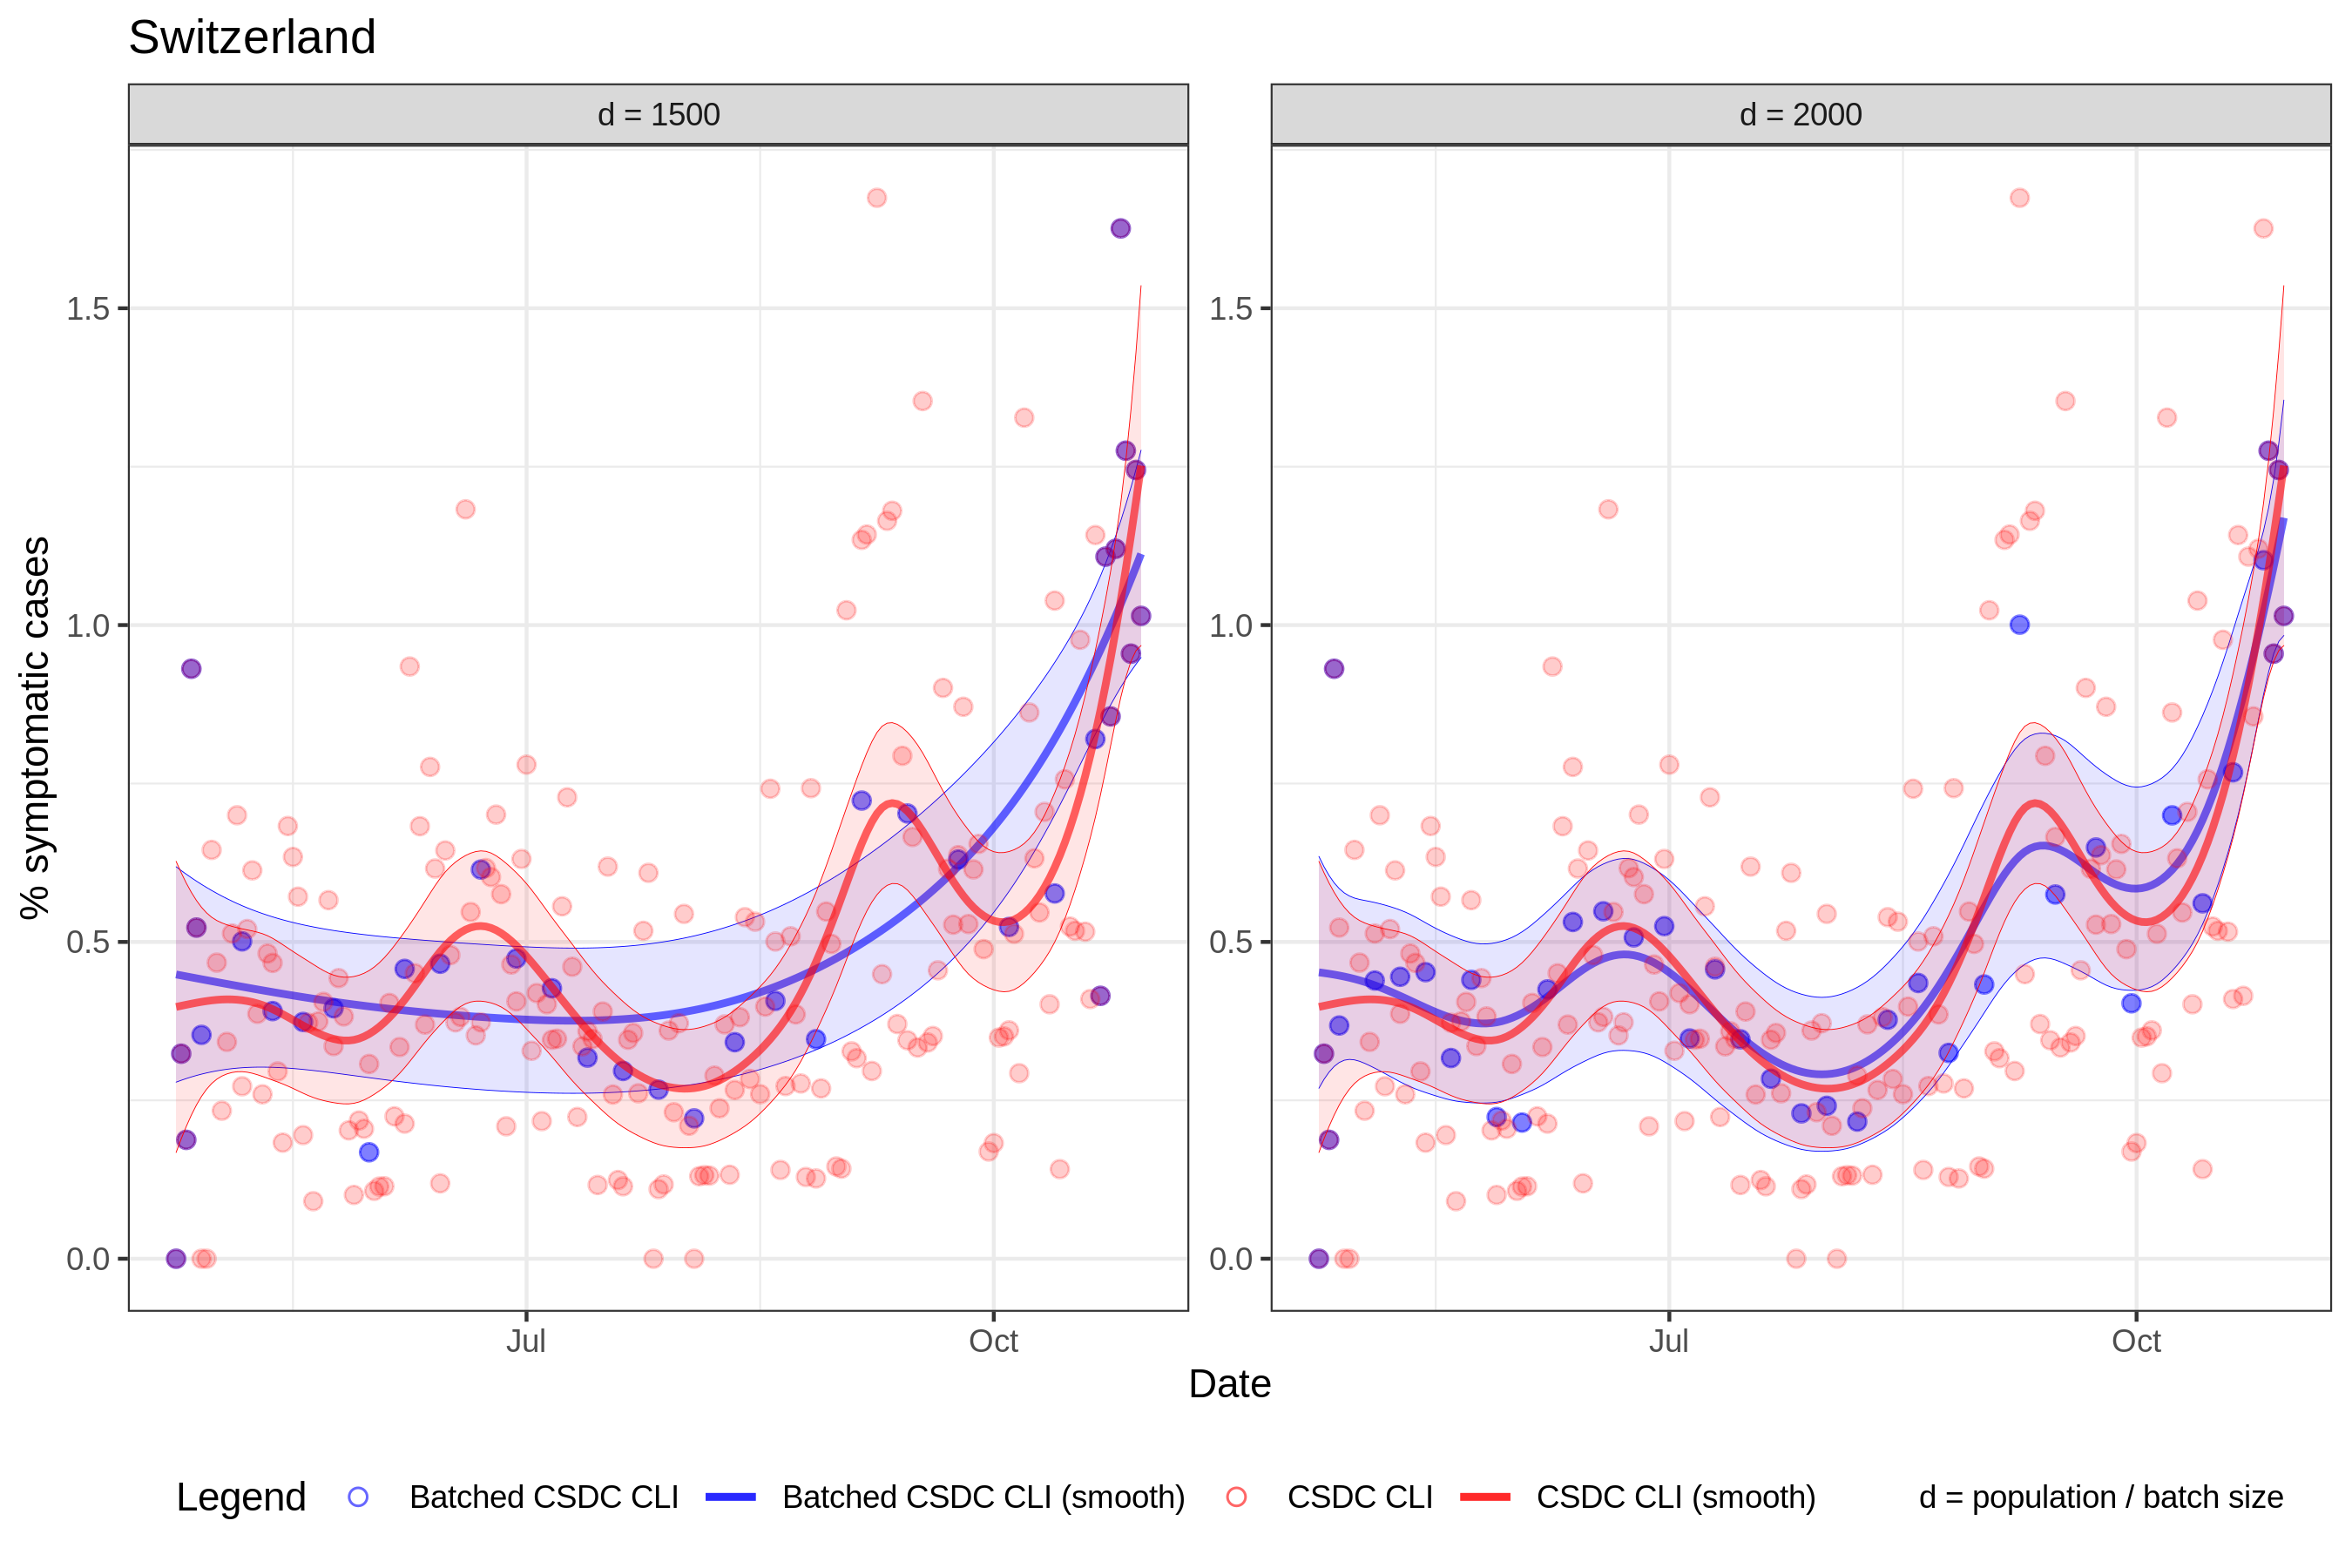 Switzerland
d = 1500
d = 2000
% symptomatic cases
1.5
1.0
0.5
0.0
1.5
1.0
0.5
0.0
Jul
Oct
Jul
Oct
Date
Legend
Batched CSDC CLI
Batched CSDC CLI (smooth)
CSDC CLI
CSDC CLI (smooth)
d = population / batch size